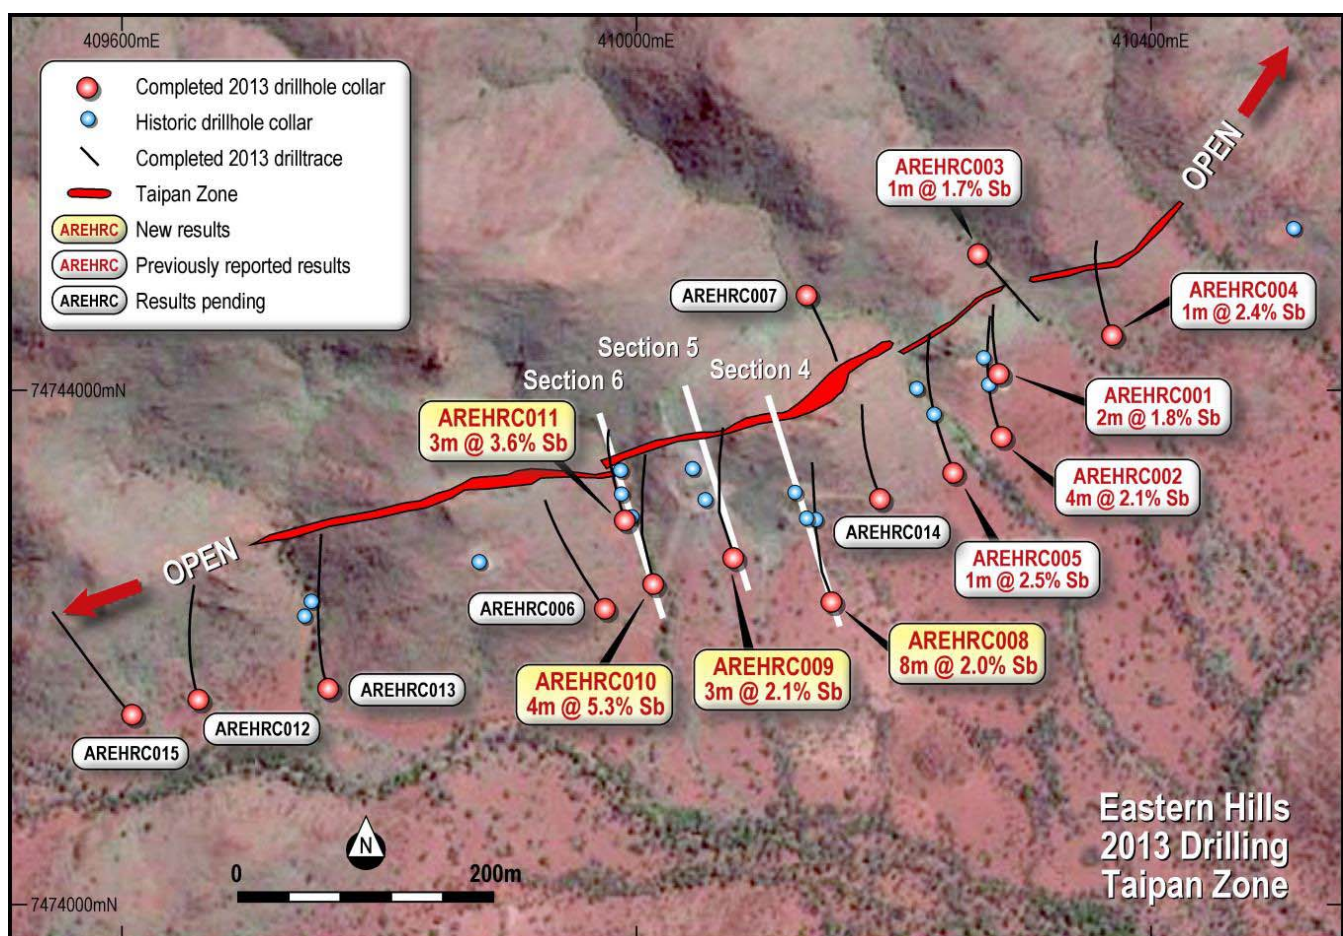 409600mE
410000mE
410400mE
Completed 2013 drillhole collar
Historic drillhole collar
Completed 2013 drilltrace
Taipan Zone
AREHRC New results
AREHRC Previously reported results
AREHRC Results pending
OPEN
AREHRC003
1m @ 1.7% Sb
AREHRC004
1m @ 2.4% Sb
AREHRC007
Section 5
Section 4
Section 6
74744000mN
AREHRC011
3m @ 3.6% Sb
AREHRC001
2m @ 1.8% Sb
AREHRC002
4m @ 2.1% Sb
AREHRC014
AREHRC005
1m @ 2.5% Sb
OPEN
AREHRC006
AREHRC008
8m @ 2.0% Sb
AREHRC009
3m @ 2.1% Sb
AREHRC010
4m @ 5.3% Sb
AREHRC013
AREHRC012
AREHRC015
N
0 200m
Eastern Hills
2013 Drilling
Taipan Zone
7474000mN